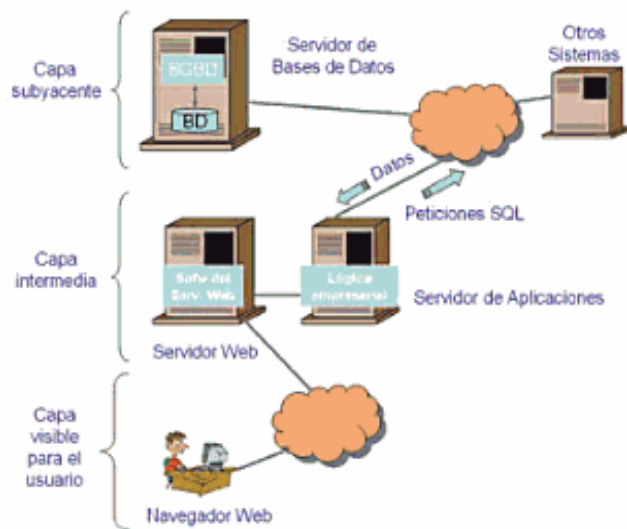 Capa
subyacente
SGBD
BD
Servidor de
Bases de Datos
Otros
Sistemas
Datos
Peticiones SQL
Capa
intermedia
Softw del
Serv. Web
Lógica
empresarial
Servidor de Aplicaciones
Servidor Web
Capa
visible
para el
usuario
Navegador Web